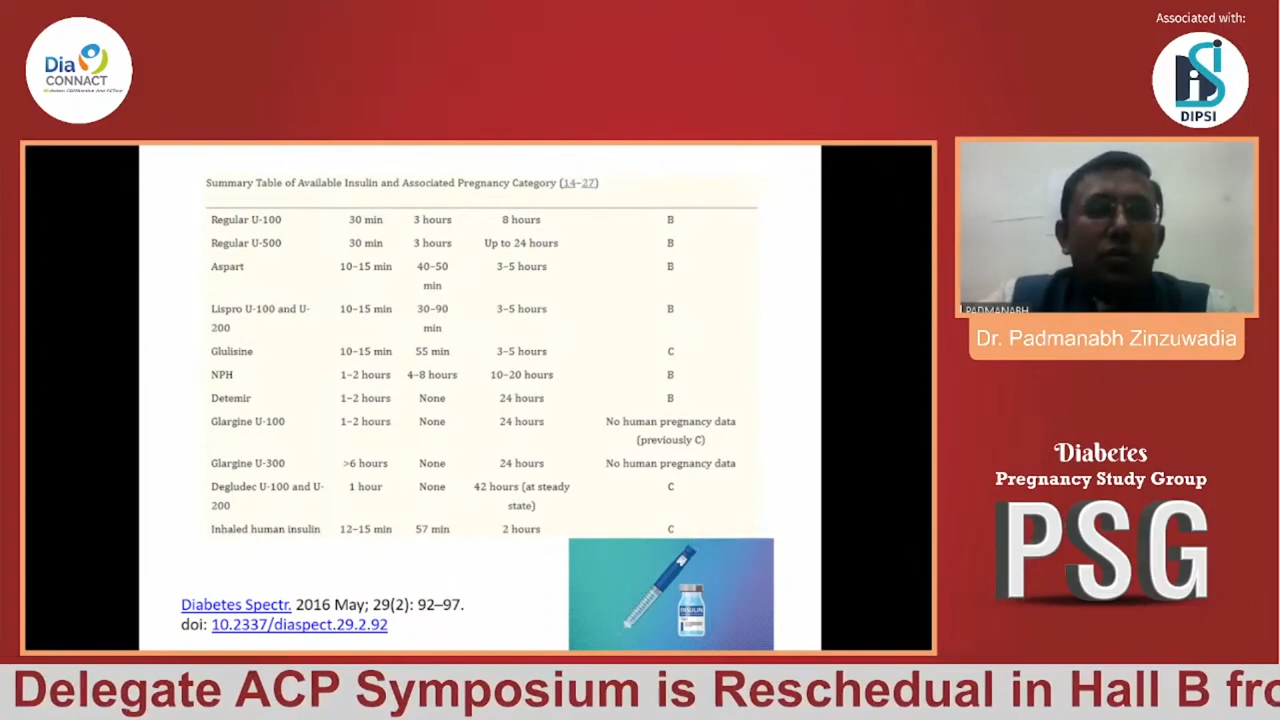 Associated with:
Dia
CONNACT
DiSi
DIPSI
Summary Table of Available Insulin and Associated Pregnancy Category (14–27)
Regular U-100 30 min 3 hours 8 hours B
Regular U-500 30 min 3 hours Up to 24 hours B
Aspart 10–15 min 40–50 3–5 hours B
min
Lispro U-100 and U- 10–15 min 30–90 3–5 hours B
200 min
Glulisine 10–15 min 55 min 3–5 hours C
NPH 1–2 hours 4–8 hours 10–20 hours B
Detemir 1–2 hours None 24 hours B
Glargine U-100 1–2 hours None 24 hours No human pregnancy data
(previously C)
Glargine U-300 >6 hours None 24 hours No human pregnancy data
Degludec U-100 and U- 1 hour None 42 hours (at steady C
200 state)
Inhaled human insulin 12–15 min 57 min 2 hours C
INSULIN
Diabetes Spectr. 2016 May; 29(2): 92–97.
doi: 10.2337/diaspect.29.2.92
PADMANABH
Dr. Padmanabh Zinzuwadia
Diabetes
Pregnancy Study Group
PSG
Delegate ACP Symposium is Reschedual in Hall B fro